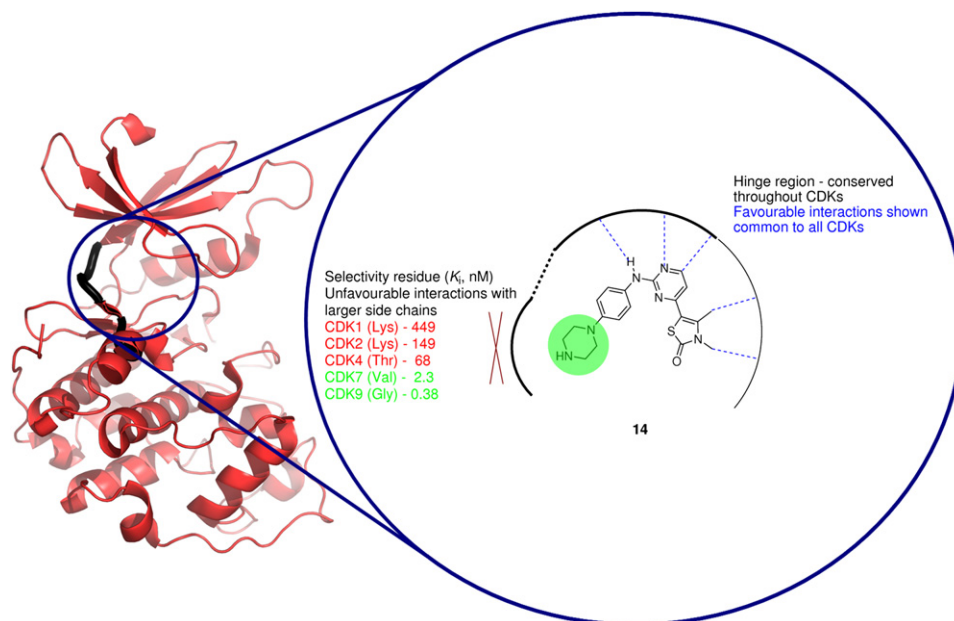 Hinge region - conserved
throughout CDKs
Favourable interactions shown
common to all CDKs
Selectivity residue (Ki, nM)
Unfavourable interactions with
larger side chains
CDK1 (Lys) - 449
CDK2 (Lys) - 149
CDK4 (Thr) - 68
CDK7 (Val) - 2.3
CDK9 (Gly) - 0.38
H
N
N
N
N
HN
S
N
O
14